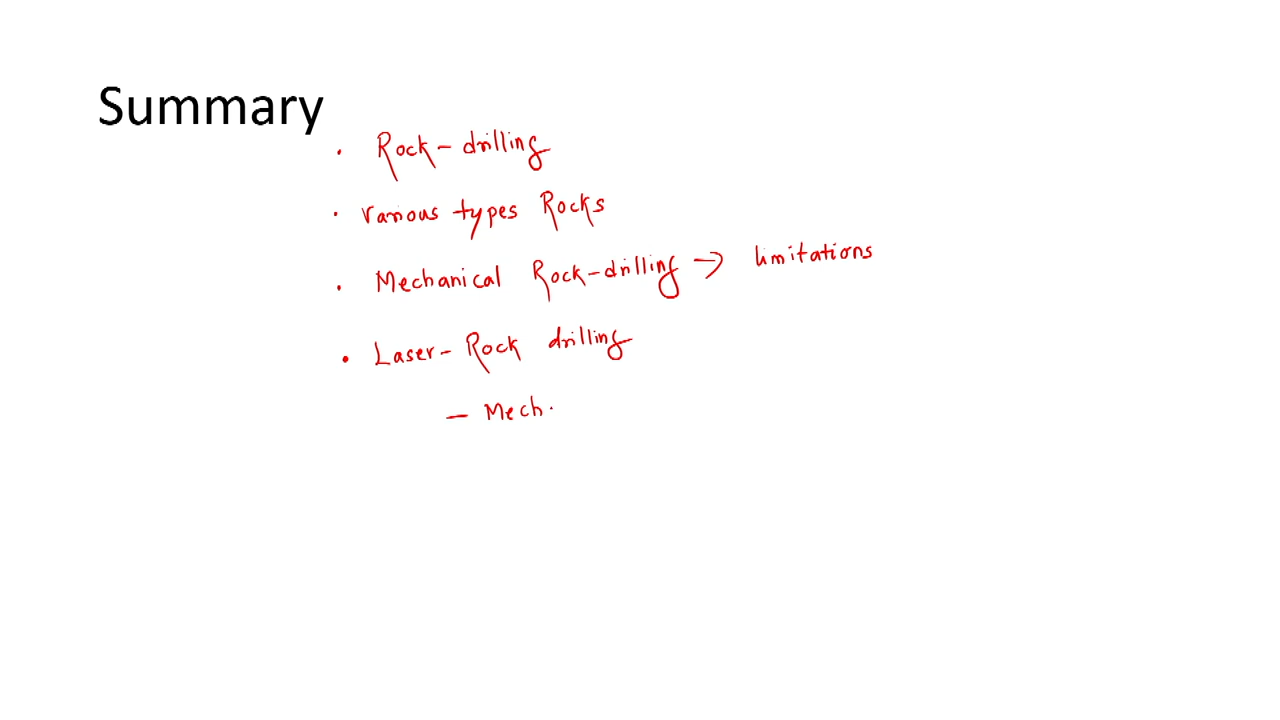 Summary
• Rock-drilling
• Various types Rocks
• Mechanical Rock-drilling → limitations
• Laser-Rock drilling
— Mech.